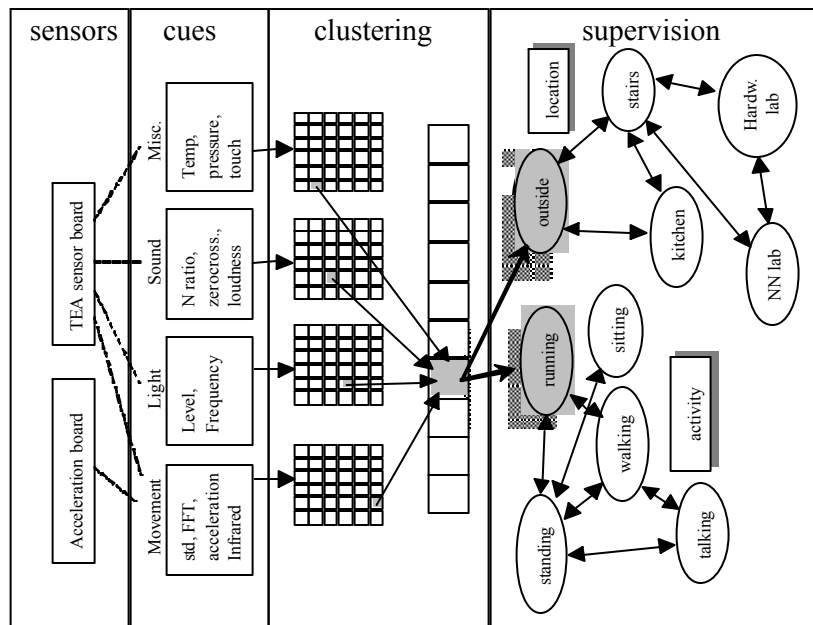 sensors
cues
clustering
supervision
TEA sensor board
Acceleration board
Misc.
Temp,
pressure,
touch
Sound
N ratio,
zerocross.,
loudness
Light
Level,
Frequency
Movement
std, FFT,
acceleration
Infrared
location
outside
stairs
Hardw.
lab
kitchen
NN lab
running
sitting
walking
activity
standing
talking